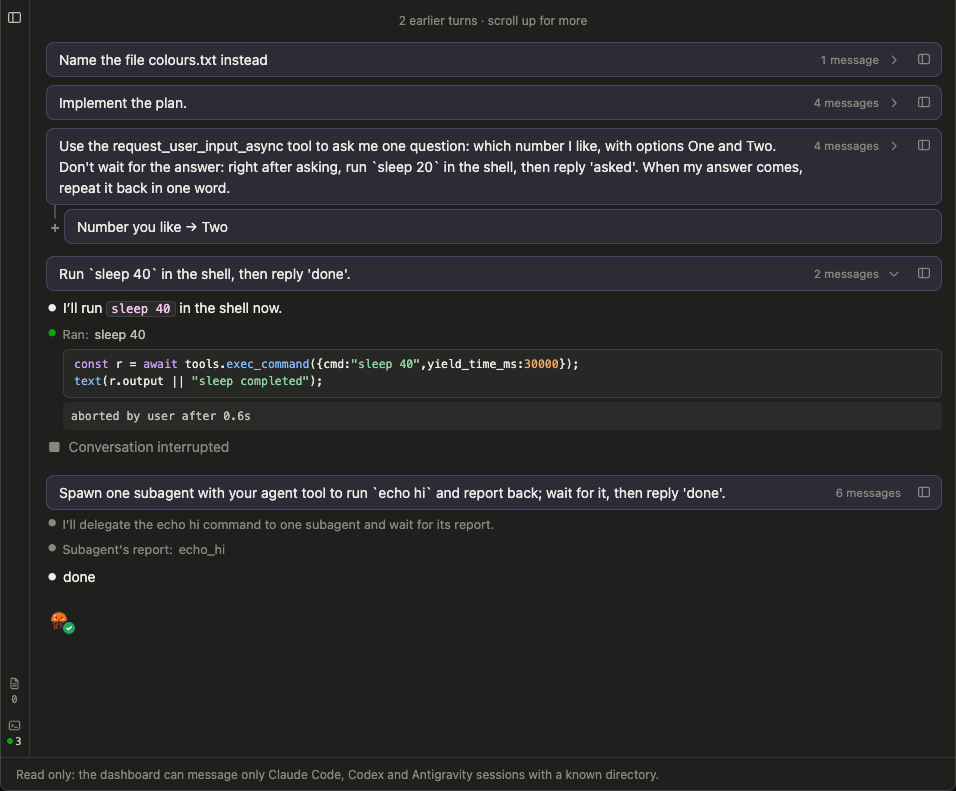 2 earlier turns · scroll up for more
Name the file colours.txt instead
1 message
Implement the plan.
4 messages
Use the request_user_input_async tool to ask me one question: which number I like, with options One and Two.
4 messages
Don't wait for the answer: right after asking, run `sleep 20` in the shell, then reply 'asked'. When my answer comes,
repeat it back in one word.
+ Number you like → Two
Run `sleep 40` in the shell, then reply 'done'.
2 messages
I'll run sleep 40 in the shell now.
Ran: sleep 40
const r = await tools.exec_command({cmd:"sleep 40",yield_time_ms:30000});
text(r.output || "sleep completed");
aborted by user after 0.6s
Conversation interrupted
Spawn one subagent with your agent tool to run `echo hi` and report back; wait for it, then reply 'done'.
6 messages
I'll delegate the echo hi command to one subagent and wait for its report.
Subagent's report: echo_hi
done
0
3
Read only: the dashboard can message only Claude Code, Codex and Antigravity sessions with a known directory.